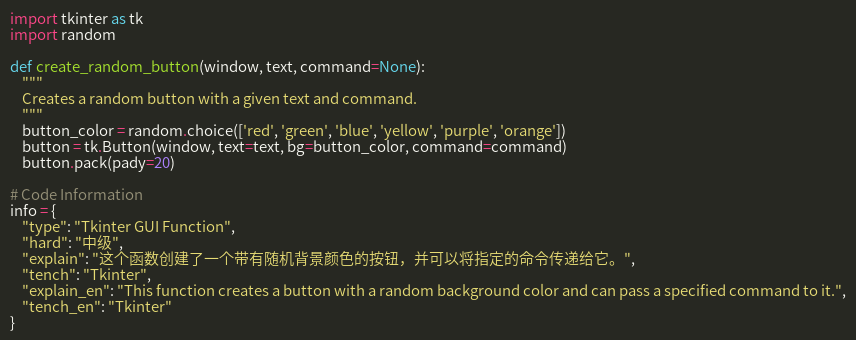 import tkinter as tk
import random

def create_random_button(window, text, command=None):
    """
    Creates a random button with a given text and command.
    """
    button_color = random.choice(['red', 'green', 'blue', 'yellow', 'purple', 'orange'])
    button = tk.Button(window, text=text, bg=button_color, command=command)
    button.pack(pady=20)

# Code Information
info = {
    "type": "Tkinter GUI Function",
    "hard": "中级",
    "explain": "这个函数创建了一个带有随机背景颜色的按钮，并可以将指定的命令传递给它。",
    "tench": "Tkinter",
    "explain_en": "This function creates a button with a random background color and can pass a specified command to it.",
    "tench_en": "Tkinter"
}